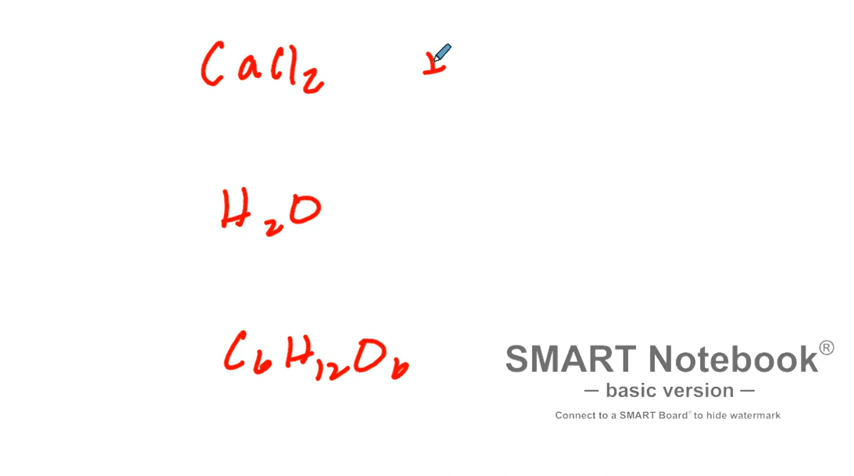 CaCl₂ I
H₂O
C₆H₁₂O₆
SMART Notebook®
— basic version —
Connect to a SMART Board® to hide watermark